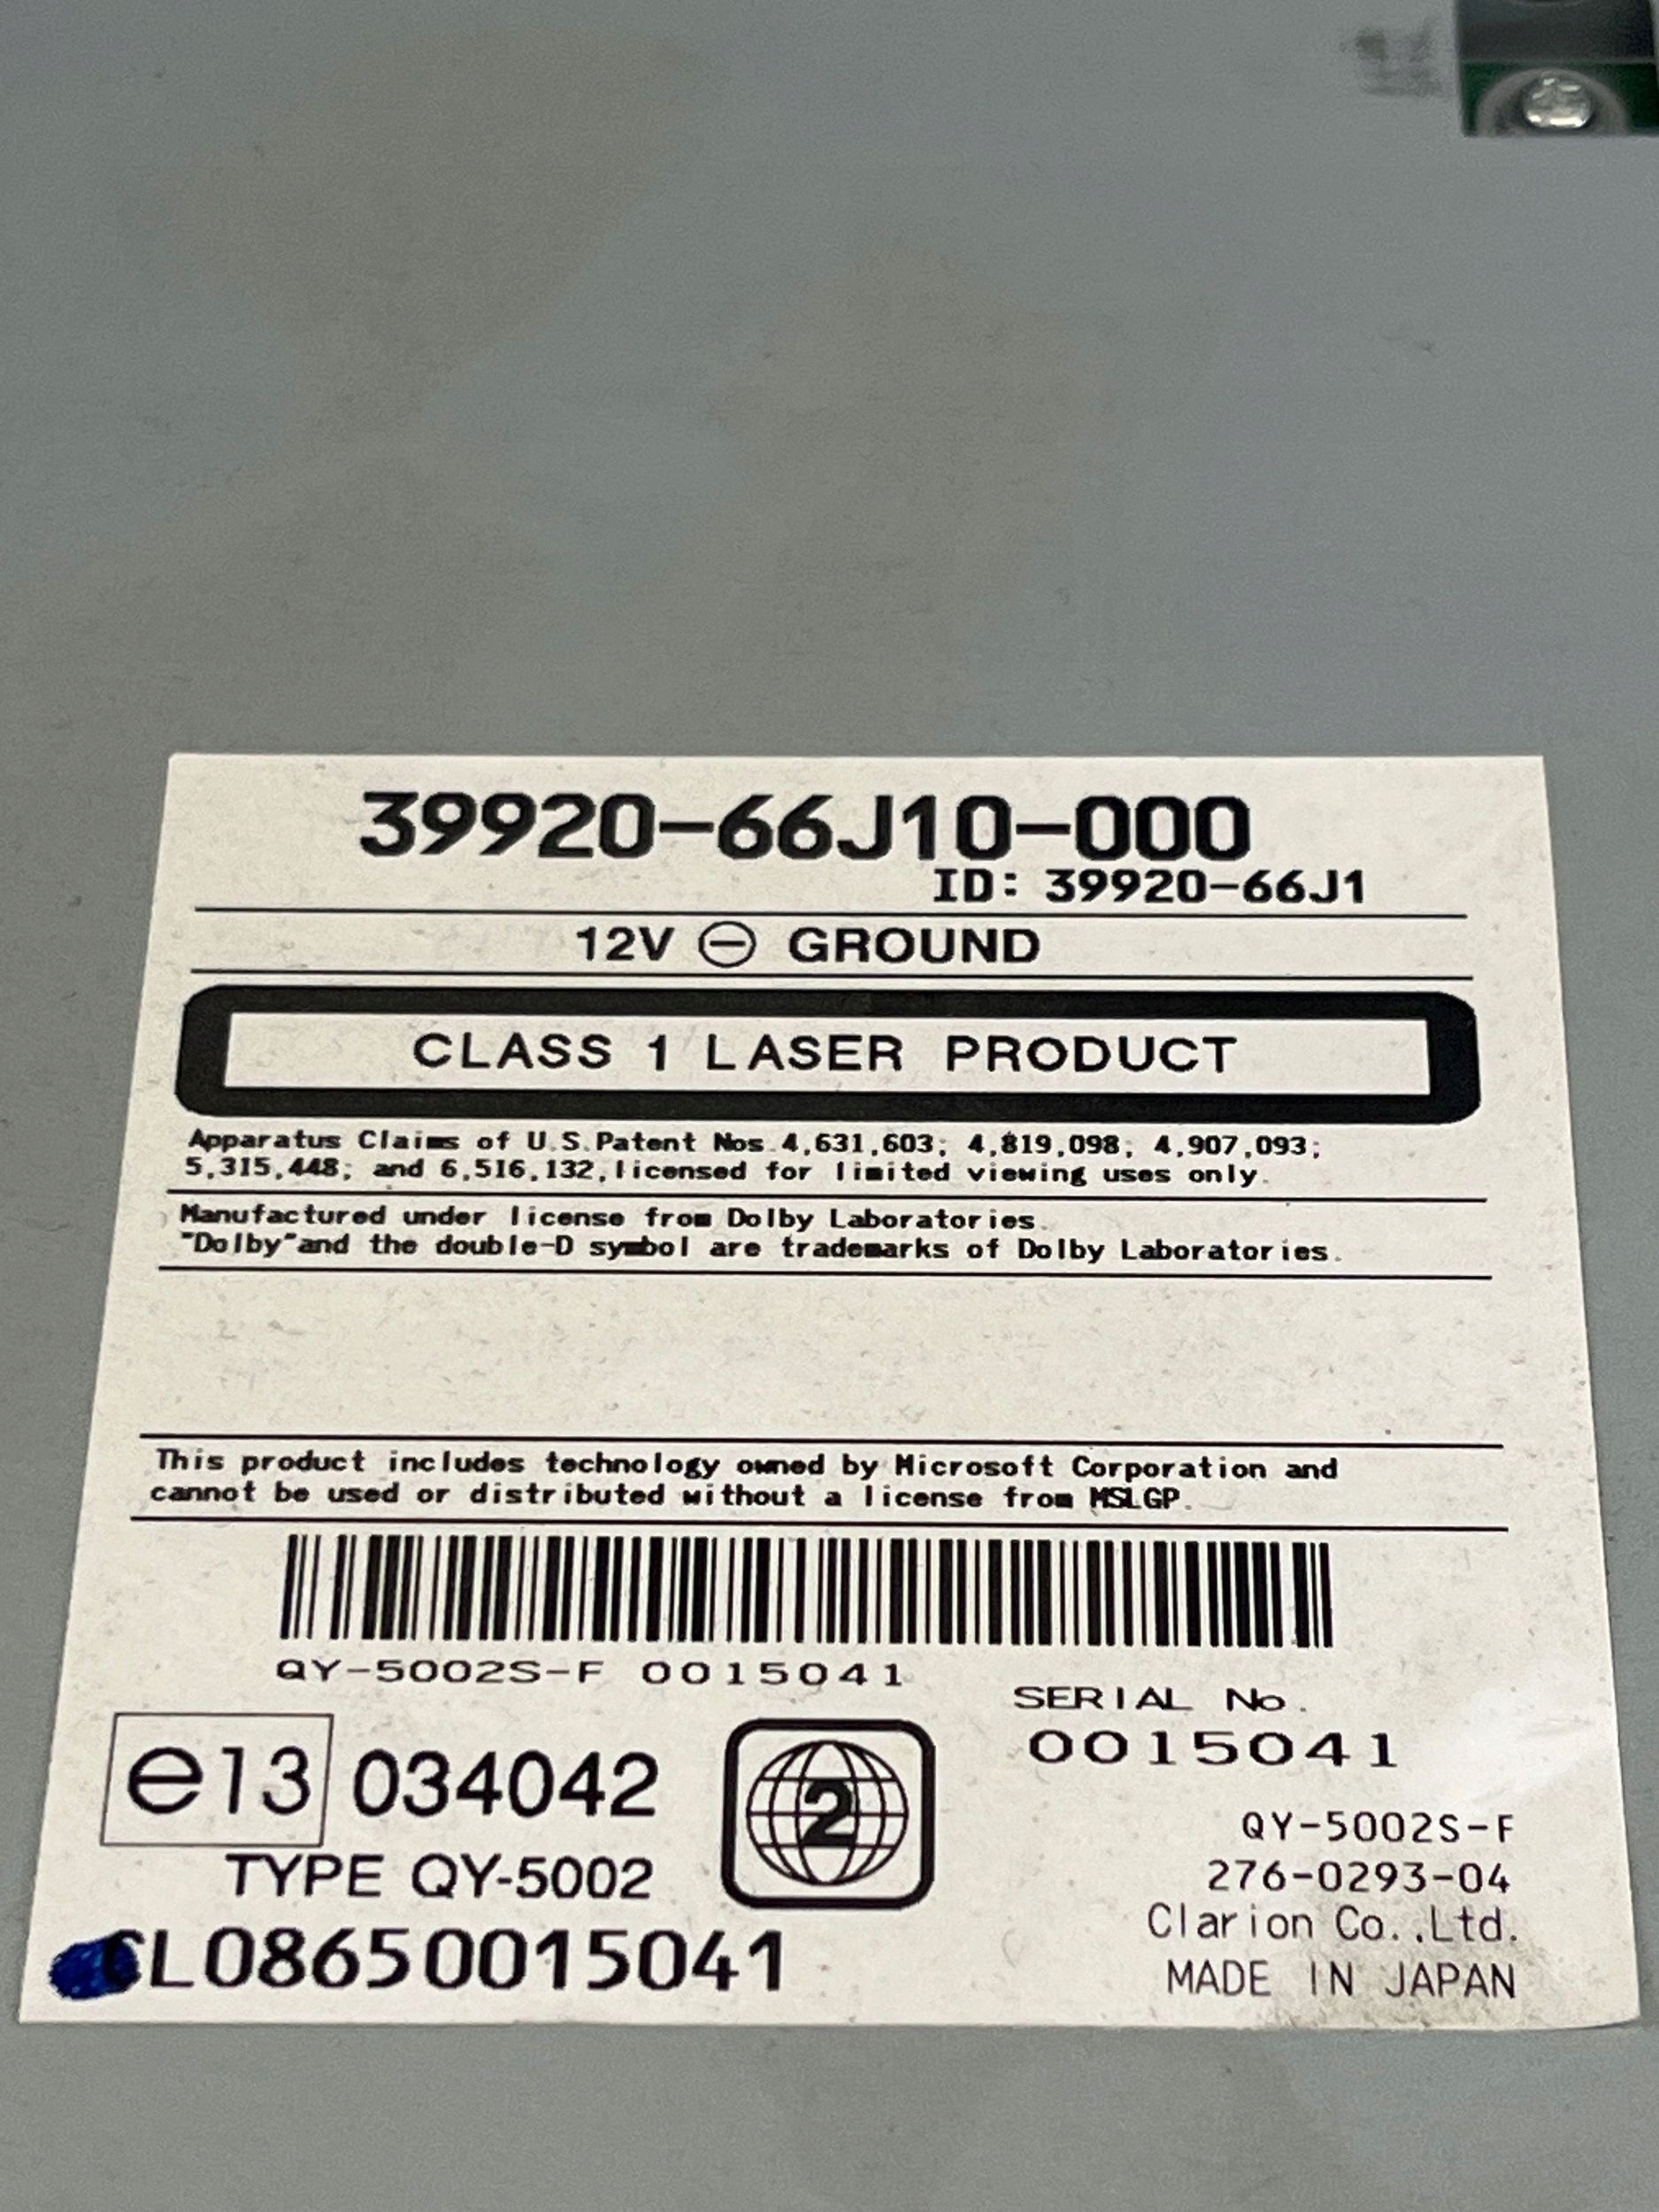 39920-66J10-000
ID: 39920-66J1
12V ⊖ GROUND
CLASS 1 LASER PRODUCT
Apparatus Claims of U.S.Patent Nos.4,631,603; 4,819,098; 4,907,093;
5,315,448; and 6,516,132,licensed for limited viewing uses only.
Manufactured under license from Dolby Laboratories.
"Dolby"and the double-D symbol are trademarks of Dolby Laboratories.
This product includes technology owned by Microsoft Corporation and
cannot be used or distributed without a license from MSLGP.
QY-5002S-F 0015041
SERIAL No.
0015041
e13 034042
2
TYPE QY-5002
QY-5002S-F
276-0293-04
Clarion Co.,Ltd.
MADE IN JAPAN
CL08650015041